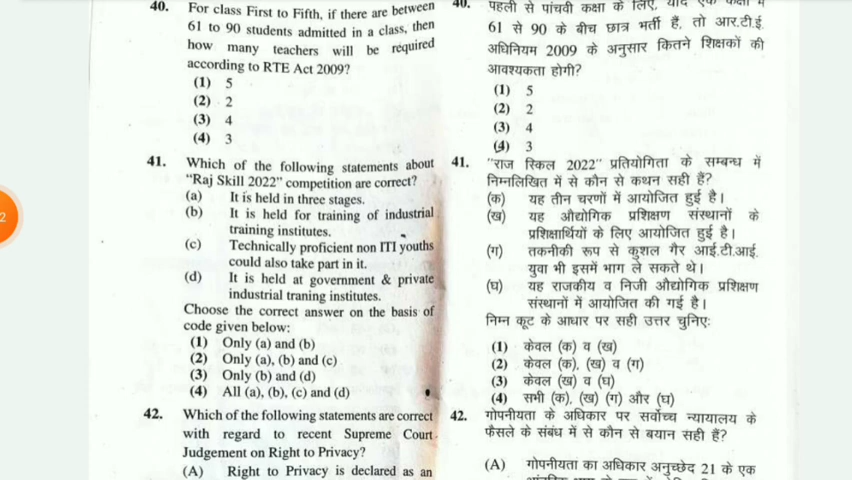 40. For class First to Fifth, if there are between
61 to 90 students admitted in a class, then
how many teachers will be required
according to RTE Act 2009?
(1) 5
(2) 2
(3) 4
(4) 3
41. Which of the following statements about
“Raj Skill 2022” competition are correct?
(a) It is held in three stages.
(b) It is held for training of industrial
training institutes.
(c) Technically proficient non ITI youths
could also take part in it.
(d) It is held at government & private
industrial traning institutes.
Choose the correct answer on the basis of
code given below:
(1) Only (a) and (b)
(2) Only (a), (b) and (c)
(3) Only (b) and (d)
(4) All (a), (b), (c) and (d)
42. Which of the following statements are correct
with regard to recent Supreme Court
Judgement on Right to Privacy?
(A) Right to Privacy is declared as an
40. पहली से पांचवी कक्षा के लिए, यदि एक कक्षा में
61 से 90 के बीच छात्र भर्ती हैं, तो आर.टी.ई.
अधिनियम 2009 के अनुसार कितने शिक्षकों की
आवश्यकता होगी?
(1) 5
(2) 2
(3) 4
(4) 3
41. "राज स्किल 2022" प्रतियोगिता के सम्बन्ध में
निम्नलिखित में से कौन से कथन सही हैं?
(क) यह तीन चरणों में आयोजित हुई है।
(ख) यह औद्योगिक प्रशिक्षण संस्थानों के
प्रशिक्षार्थियों के लिए आयोजित हुई है।
(ग) तकनीकी रूप से कुशल गैर आई.टी.आई.
युवा भी इसमें भाग ले सकते थे।
(घ) यह राजकीय व निजी औद्योगिक प्रशिक्षण
संस्थानों में आयोजित की गई है।
निम्न कूट के आधार पर सही उत्तर चुनिए:
(1) केवल (क) व (ख)
(2) केवल (क), (ख) व (ग)
(3) केवल (ख) व (घ)
(4) सभी (क), (ख) (ग) और (घ)
42. गोपनीयता के अधिकार पर सर्वोच्च न्यायालय के
फैसले के संबंध में से कौन से बयान सही हैं?
(A) गोपनीयता का अधिकार अनुच्छेद 21 के एक
2